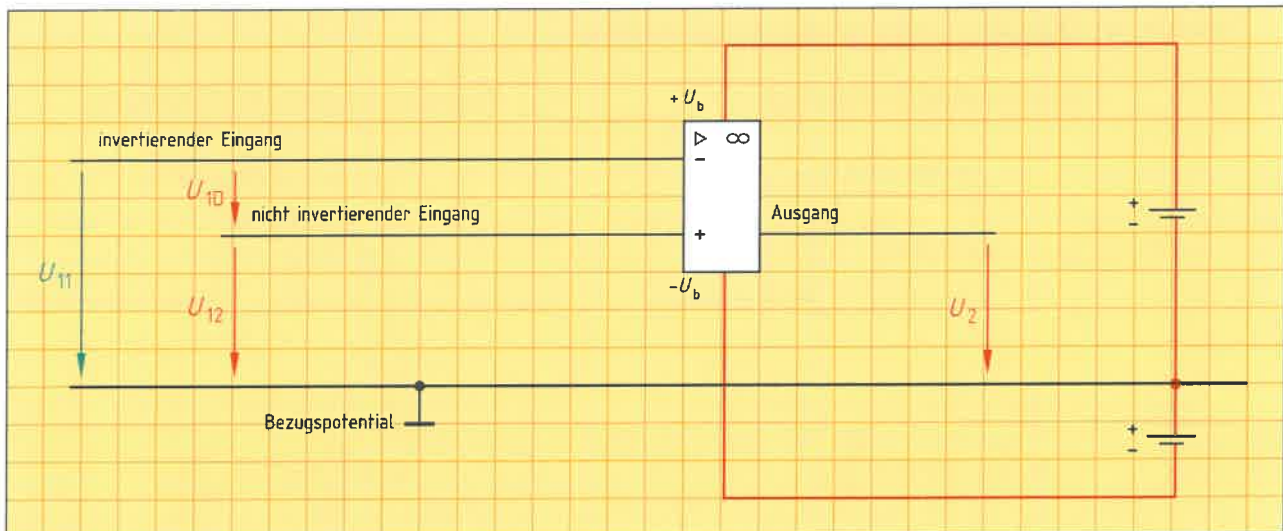 + U_b
invertierender Eingang
▷ ∞
-
U_10
nicht invertierender Eingang
+
Ausgang
+
-
U_11
U_12
-U_b
U_2
Bezugspotential
+
-